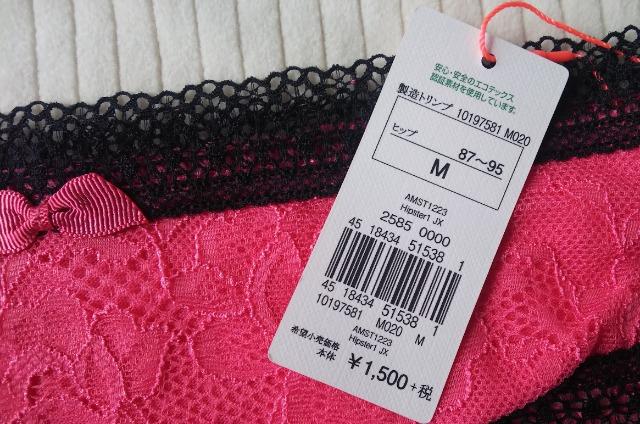 安心・安全のエコテックス
認証素材を使用しています。
製造トリンプ 10197581 M020
ヒップ 87～95
M
AMST1223
Hipster1 JX
2585 0000
45 18434 51538 1
45 18434 51538 1
10197581 M020 M
AMST1223
Hipster1 JX
希望小売価格
本体 ¥1,500+税